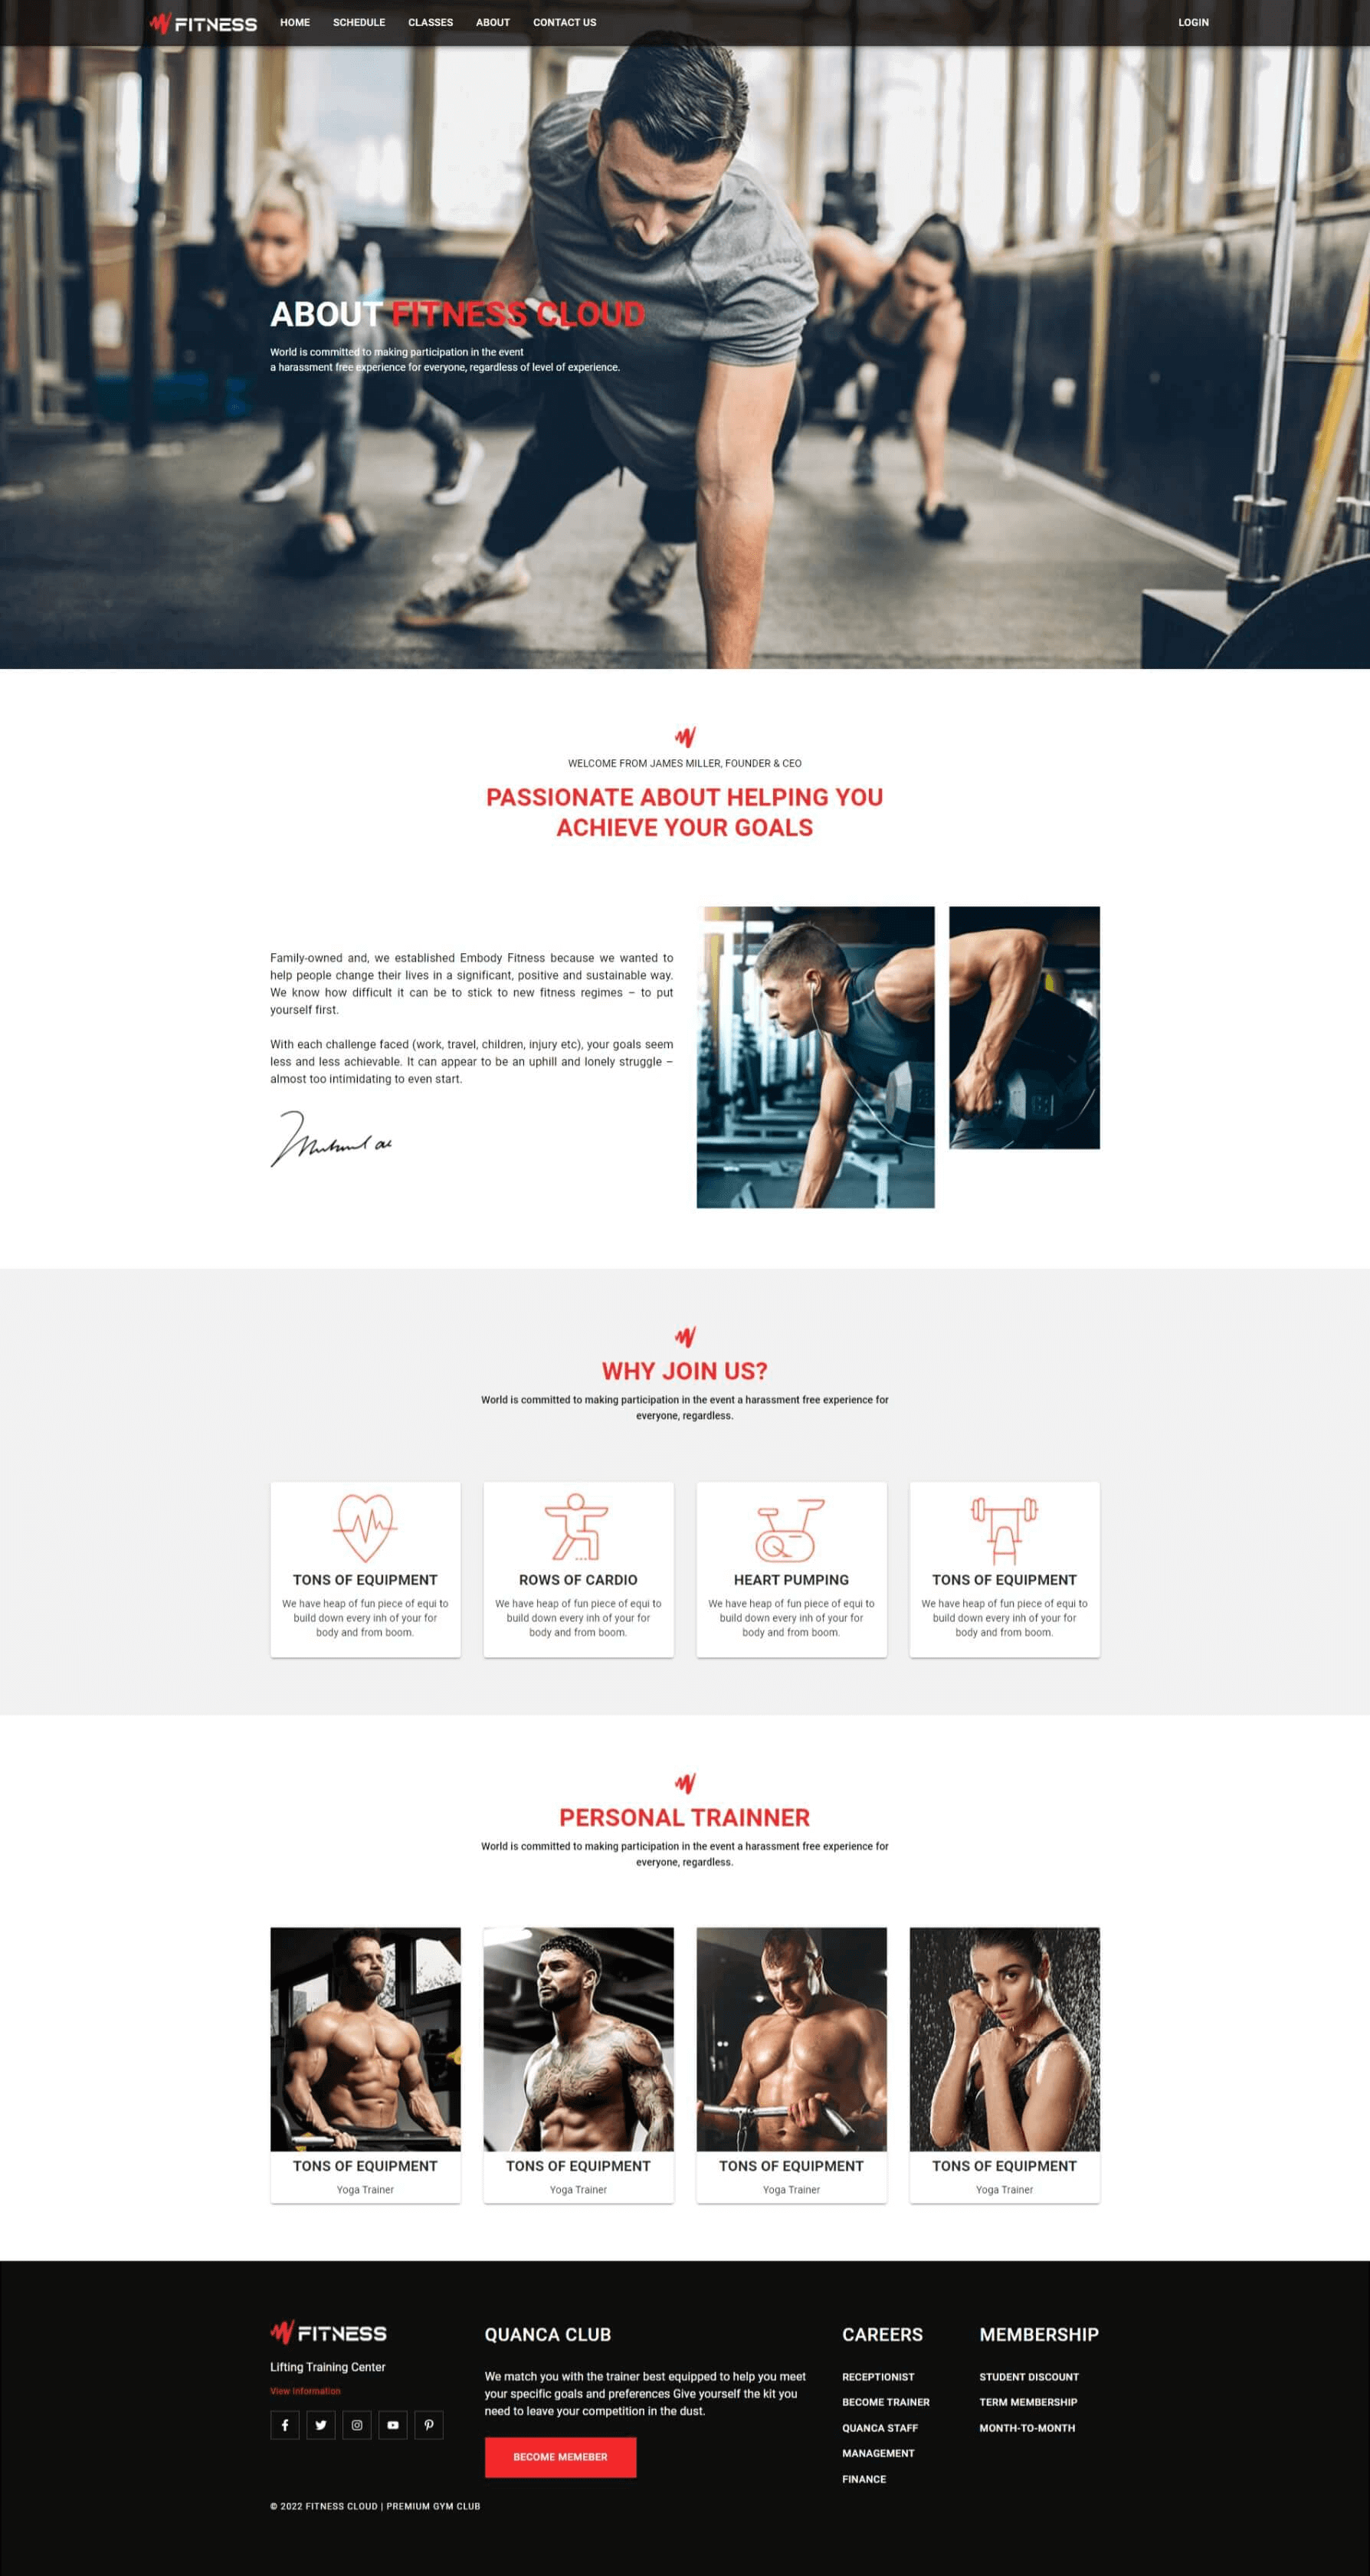 FITNESS
HOME
SCHEDULE
CLASSES
ABOUT
CONTACT US
LOGIN
ABOUT FITNESS CLOUD
World is committed to making participation in the event
a harassment free experience for everyone, regardless of level of experience.
WELCOME FROM JAMES MILLER, FOUNDER & CEO
PASSIONATE ABOUT HELPING YOU
ACHIEVE YOUR GOALS
Family-owned and, we established Embody Fitness because we wanted to
help people change their lives in a significant, positive and sustainable way.
We know how difficult it can be to stick to new fitness regimes – to put
yourself first.
With each challenge faced (work, travel, children, injury etc), your goals seem
less and less achievable. It can appear to be an uphill and lonely struggle –
almost too intimidating to even start.
WHY JOIN US?
World is committed to making participation in the event a harassment free experience for
everyone, regardless.
TONS OF EQUIPMENT
We have heap of fun piece of equi to
build down every inh of your for
body and from boom.
ROWS OF CARDIO
We have heap of fun piece of equi to
build down every inh of your for
body and from boom.
HEART PUMPING
We have heap of fun piece of equi to
build down every inh of your for
body and from boom.
TONS OF EQUIPMENT
We have heap of fun piece of equi to
build down every inh of your for
body and from boom.
PERSONAL TRAINNER
World is committed to making participation in the event a harassment free experience for
everyone, regardless.
TONS OF EQUIPMENT
Yoga Trainer
TONS OF EQUIPMENT
Yoga Trainer
TONS OF EQUIPMENT
Yoga Trainer
TONS OF EQUIPMENT
Yoga Trainer
FITNESS
Lifting Training Center
View Information
QUANCA CLUB
We match you with the trainer best equipped to help you meet
your specific goals and preferences Give yourself the kit you
need to leave your competition in the dust.
BECOME MEMEBER
CAREERS
RECEPTIONIST
BECOME TRAINER
QUANCA STAFF
MANAGEMENT
FINANCE
MEMBERSHIP
STUDENT DISCOUNT
TERM MEMBERSHIP
MONTH-TO-MONTH
© 2022 FITNESS CLOUD | PREMIUM GYM CLUB